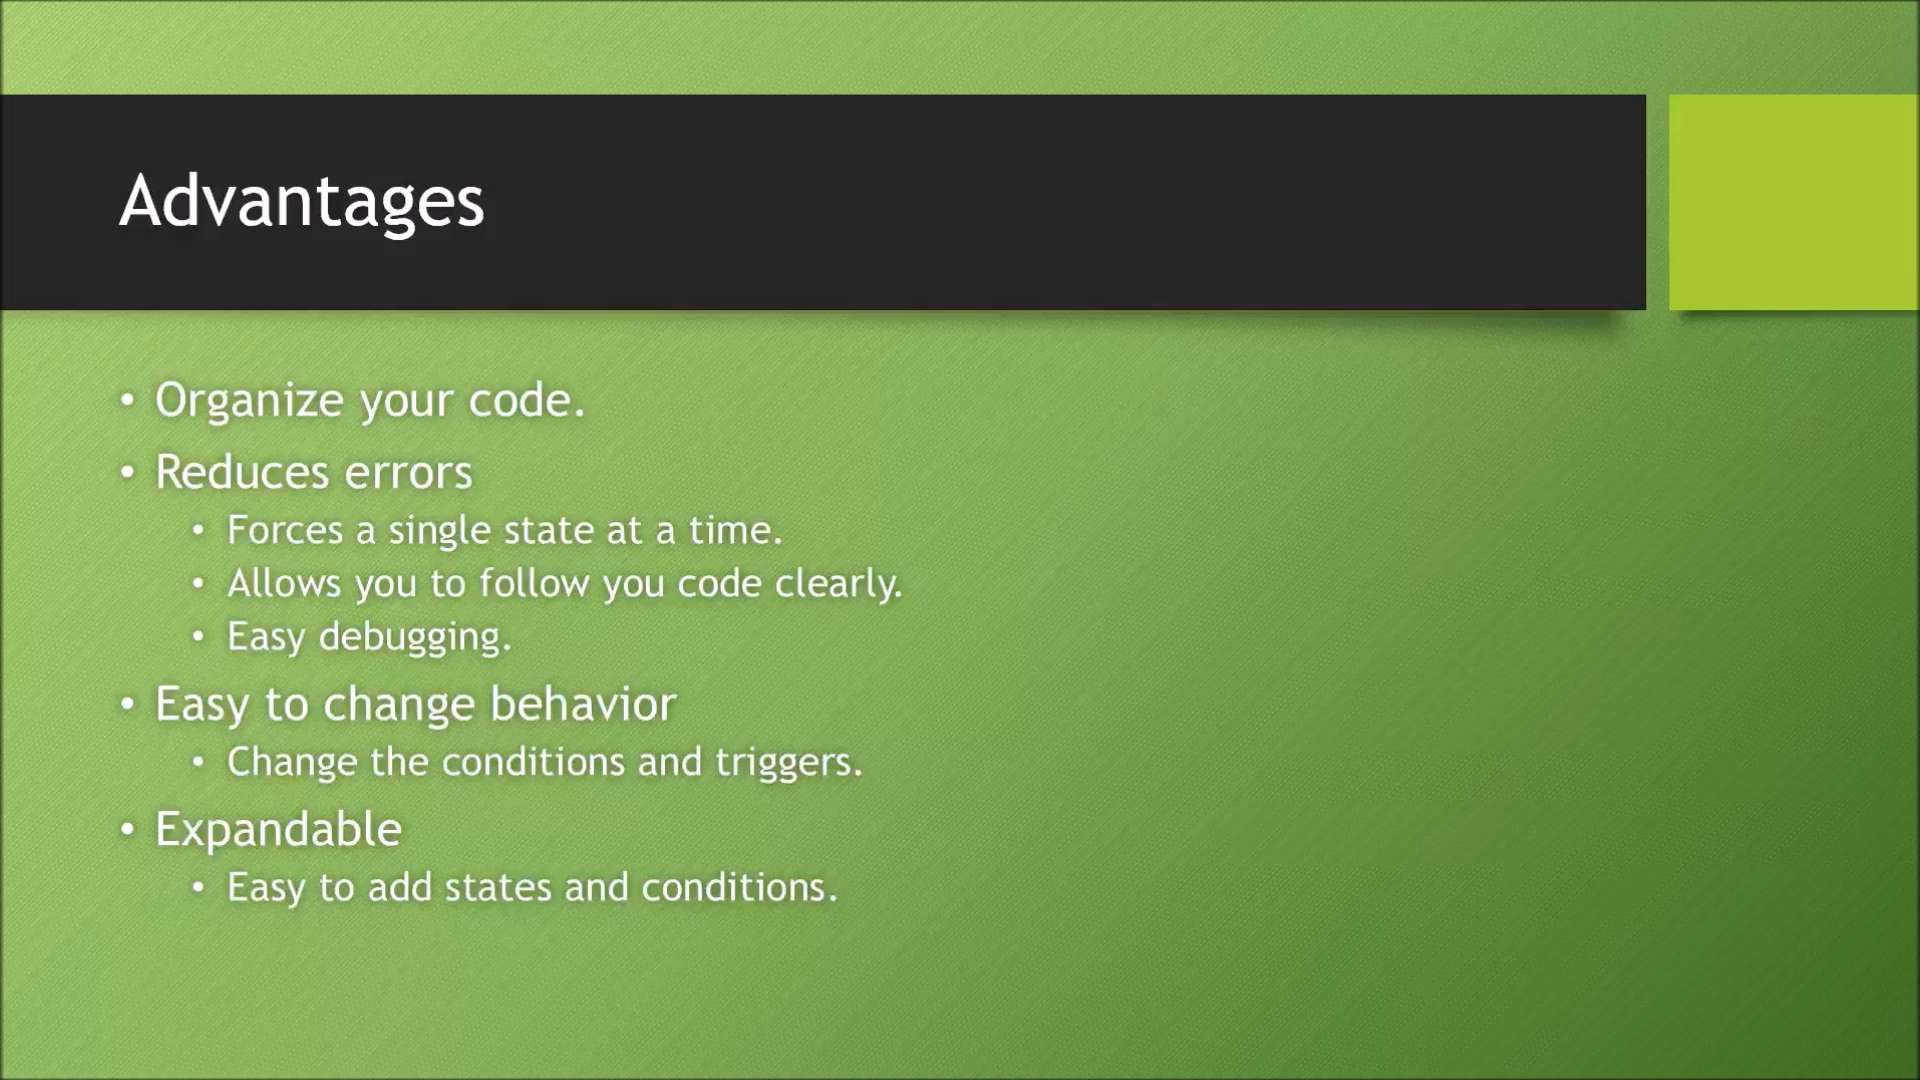 Advantages
• Organize your code.
• Reduces errors
• Forces a single state at a time.
• Allows you to follow you code clearly.
• Easy debugging.
• Easy to change behavior
• Change the conditions and triggers.
• Expandable
• Easy to add states and conditions.